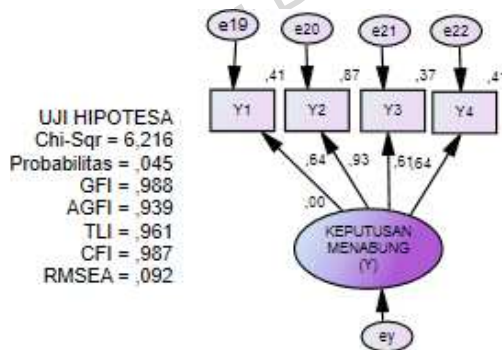 e19 e20 e21 e22
,41 ,87 ,37 ,41
Y1 Y2 Y3 Y4
UJI HIPOTESA
Chi-Sqr = 6,216
Probabilitas = ,045
GFI = ,988
AGFI = ,939
TLI = ,961
CFI = ,987
RMSEA = ,092
,64 ,93 ,61 ,64
,00
KEPUTUSAN
MENABUNG
(Y)
ey